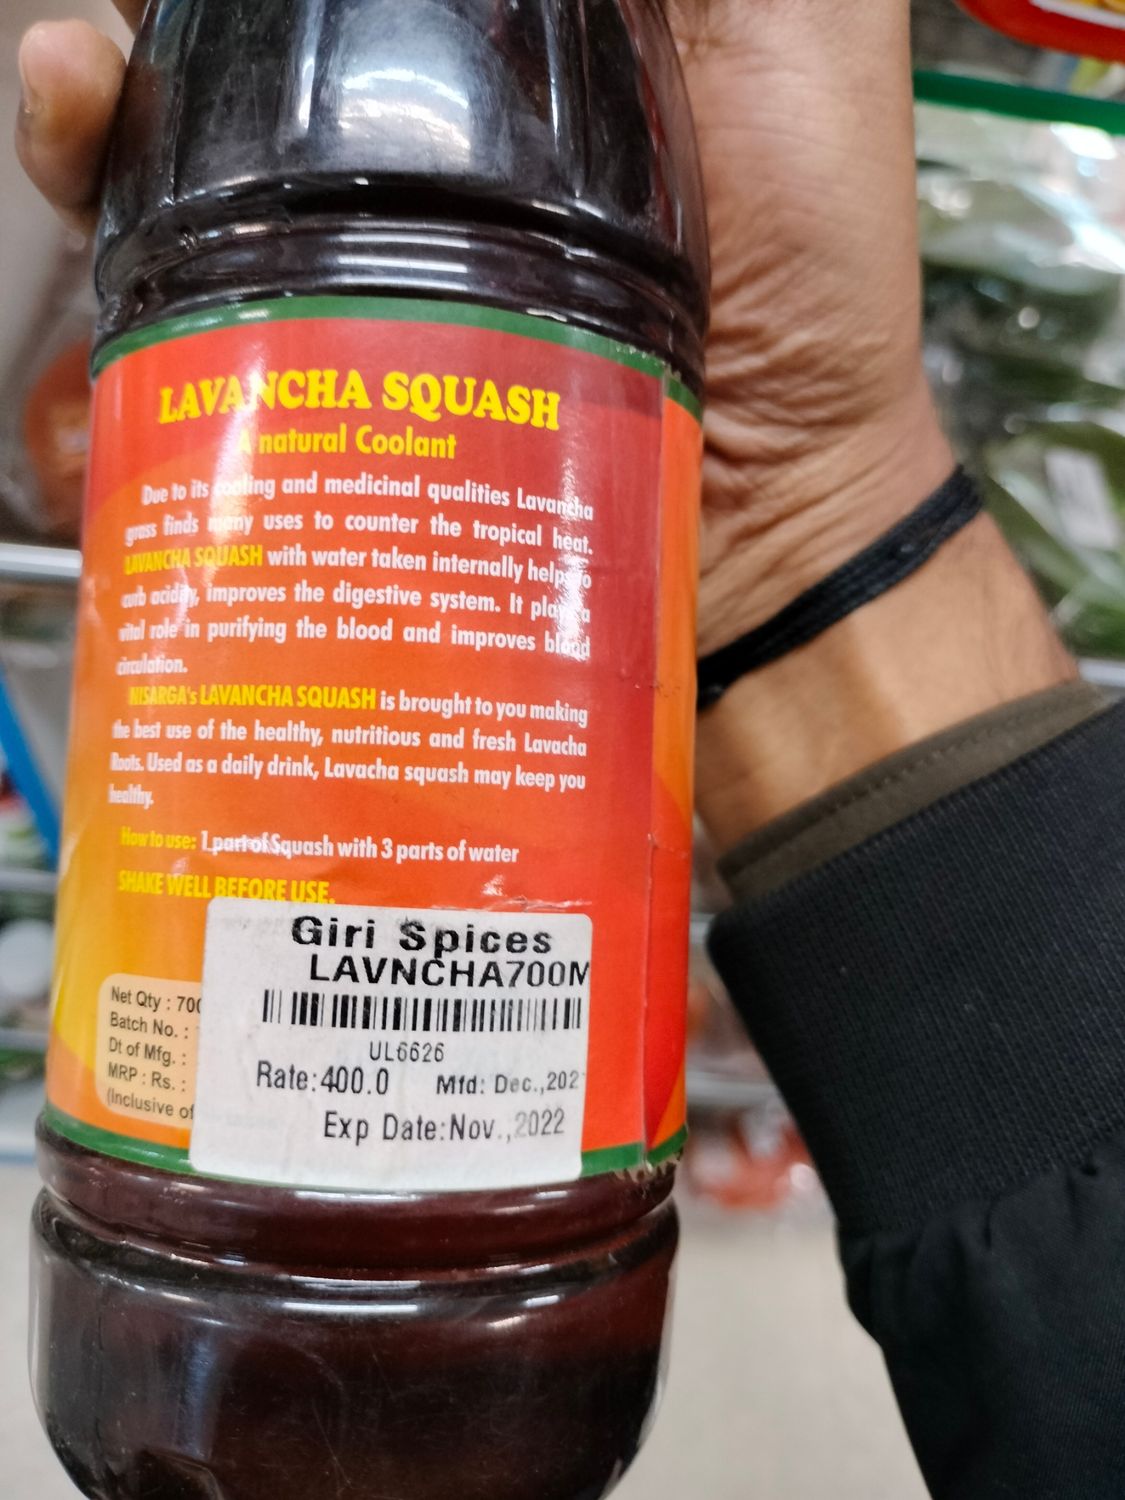 LAVANCHA SQUASH
A natural Coolant
Due to its cooling and medicinal qualities Lavancha
grass finds many uses to counter the tropical heat.
LAVANCHA SQUASH with water taken internally helps to
curb acidity, improves the digestive system. It plays a
vital role in purifying the blood and improves blood
circulation.
NISARGA's LAVANCHA SQUASH is brought to you making
the best use of the healthy, nutritious and fresh Lavacha
Roots. Used as a daily drink, Lavacha squash may keep you
healthy.
How to use: 1 part of Squash with 3 parts of water
SHAKE WELL BEFORE USE.
Giri Spices
LAVNCHA700M
UL6626
Rate:400.0 Mfd: Dec.,202
Exp Date:Nov.,2022
Net Qty : 700
Batch No. :
Dt of Mfg. :
MRP : Rs. :
(Inclusive of